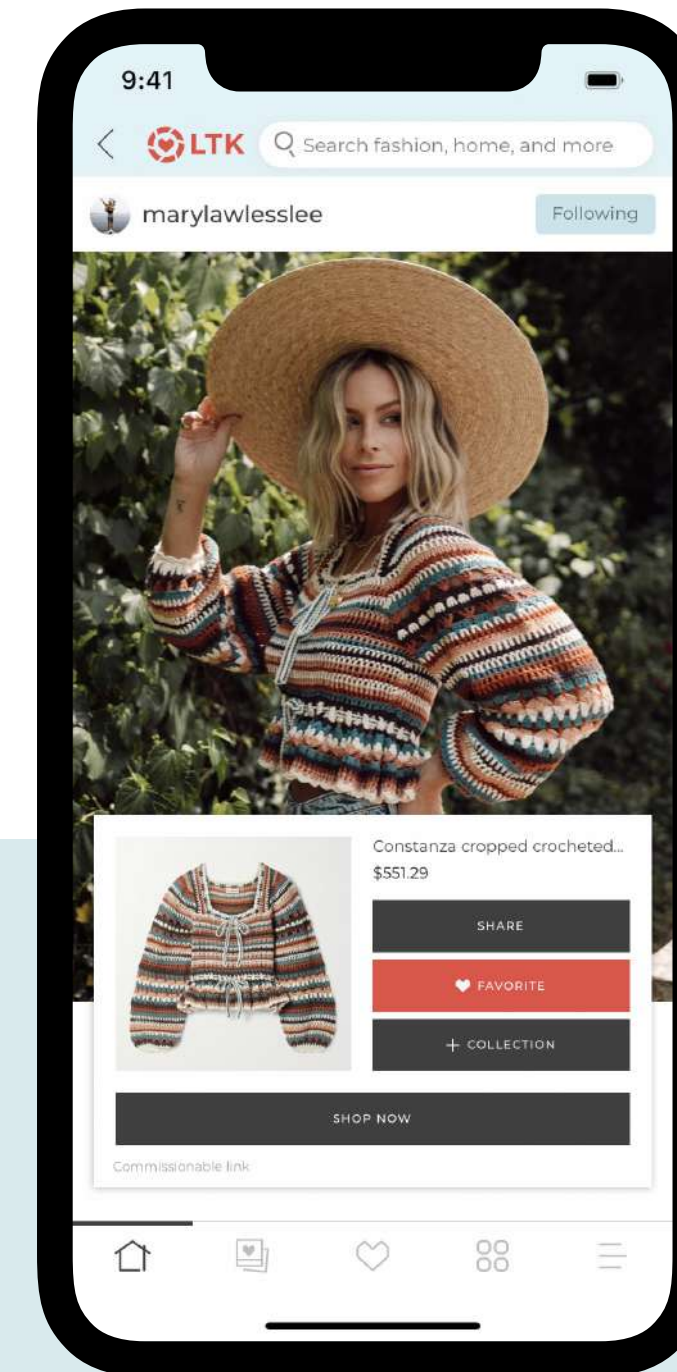 9:41
LTK
Search fashion, home, and more
marylawlesslee
Following
Constanza cropped crocheted...
$551.29
SHARE
FAVORITE
+ COLLECTION
SHOP NOW
Commissionable link